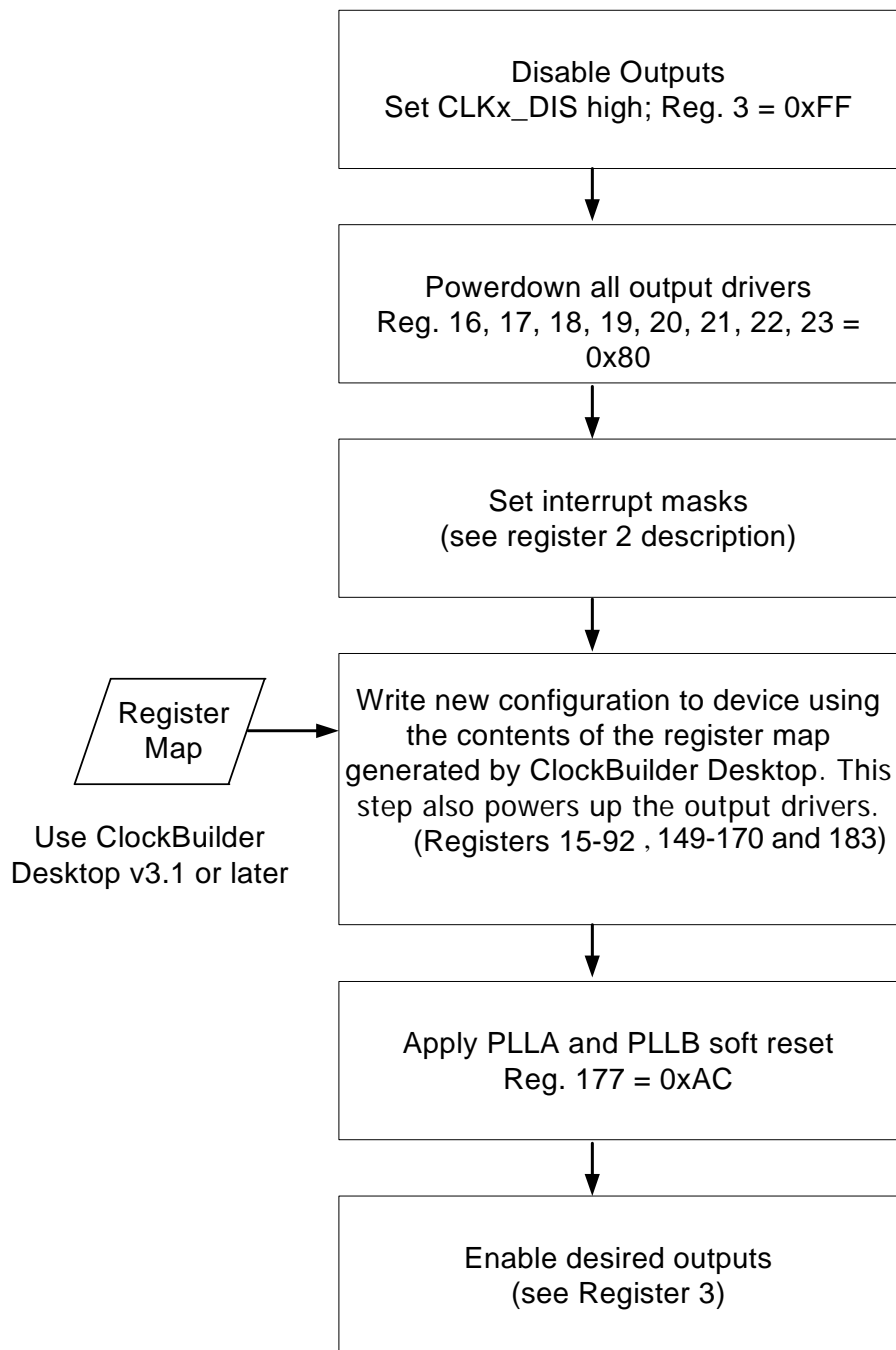 Disable Outputs
Set CLKx_DIS high; Reg. 3 = 0xFF
Powerdown all output drivers
Reg. 16, 17, 18, 19, 20, 21, 22, 23 =
0x80
Set interrupt masks
(see register 2 description)
Register
Map
Use ClockBuilder
Desktop v3.1 or later
Write new configuration to device using
the contents of the register map
generated by ClockBuilder Desktop. This
step also powers up the output drivers.
(Registers 15-92 , 149-170 and 183)
Apply PLLA and PLLB soft reset
Reg. 177 = 0xAC
Enable desired outputs
(see Register 3)